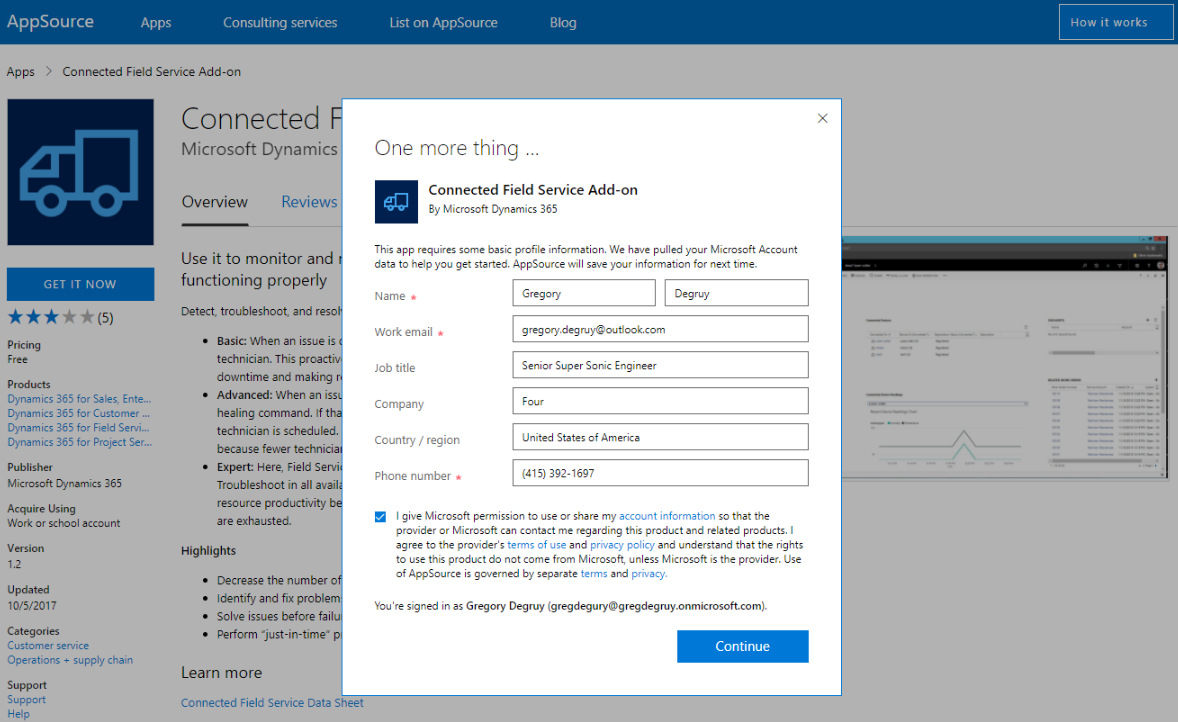 AppSource
Apps
Consulting services
List on AppSource
Blog
How it works
Apps > Connected Field Service Add-on
Connected F
Microsoft Dynamics
Overview
Reviews
GET IT NOW
(5)
Pricing
Free
Products
Dynamics 365 for Sales, Ente...
Dynamics 365 for Customer ...
Dynamics 365 for Field Servi...
Dynamics 365 for Project Ser...
Publisher
Microsoft Dynamics 365
Acquire Using
Work or school account
Version
1.2
Updated
10/5/2017
Categories
Customer service
Operations + supply chain
Support
Support
Help
Use it to monitor and
functioning properly
Detect, troubleshoot, and resol
• Basic: When an issue is
technician. This proactiv
downtime and making
• Advanced: When an issu
healing command. If tha
technician is scheduled.
because fewer technician
• Expert: Here, Field Servi
Troubleshoot in all avail
resource productivity be
are exhausted.
Highlights
• Decrease the number of
• Identify and fix problem
• Solve issues before failu
• Perform "just-in-time" p
Learn more
Connected Field Service Data Sheet
One more thing ...
Connected Field Service Add-on
By Microsoft Dynamics 365
This app requires some basic profile information. We have pulled your Microsoft Account
data to help you get started. AppSource will save your information for next time.
Name * Gregory Degruy
Work email * gregory.degruy@outlook.com
Job title Senior Super Sonic Engineer
Company Four
Country / region United States of America
Phone number * (415) 392-1697
I give Microsoft permission to use or share my account information so that the
provider or Microsoft can contact me regarding this product and related products. I
agree to the provider's terms of use and privacy policy and understand that the rights
to use this product do not come from Microsoft, unless Microsoft is the provider. Use
of AppSource is governed by separate terms and privacy.
You're signed in as Gregory Degruy (gregdegury@gregdegruy.onmicrosoft.com).
Continue